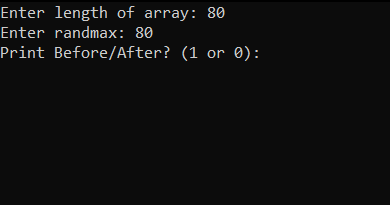 Enter length of array: 80
Enter randmax: 80
Print Before/After? (1 or 0):